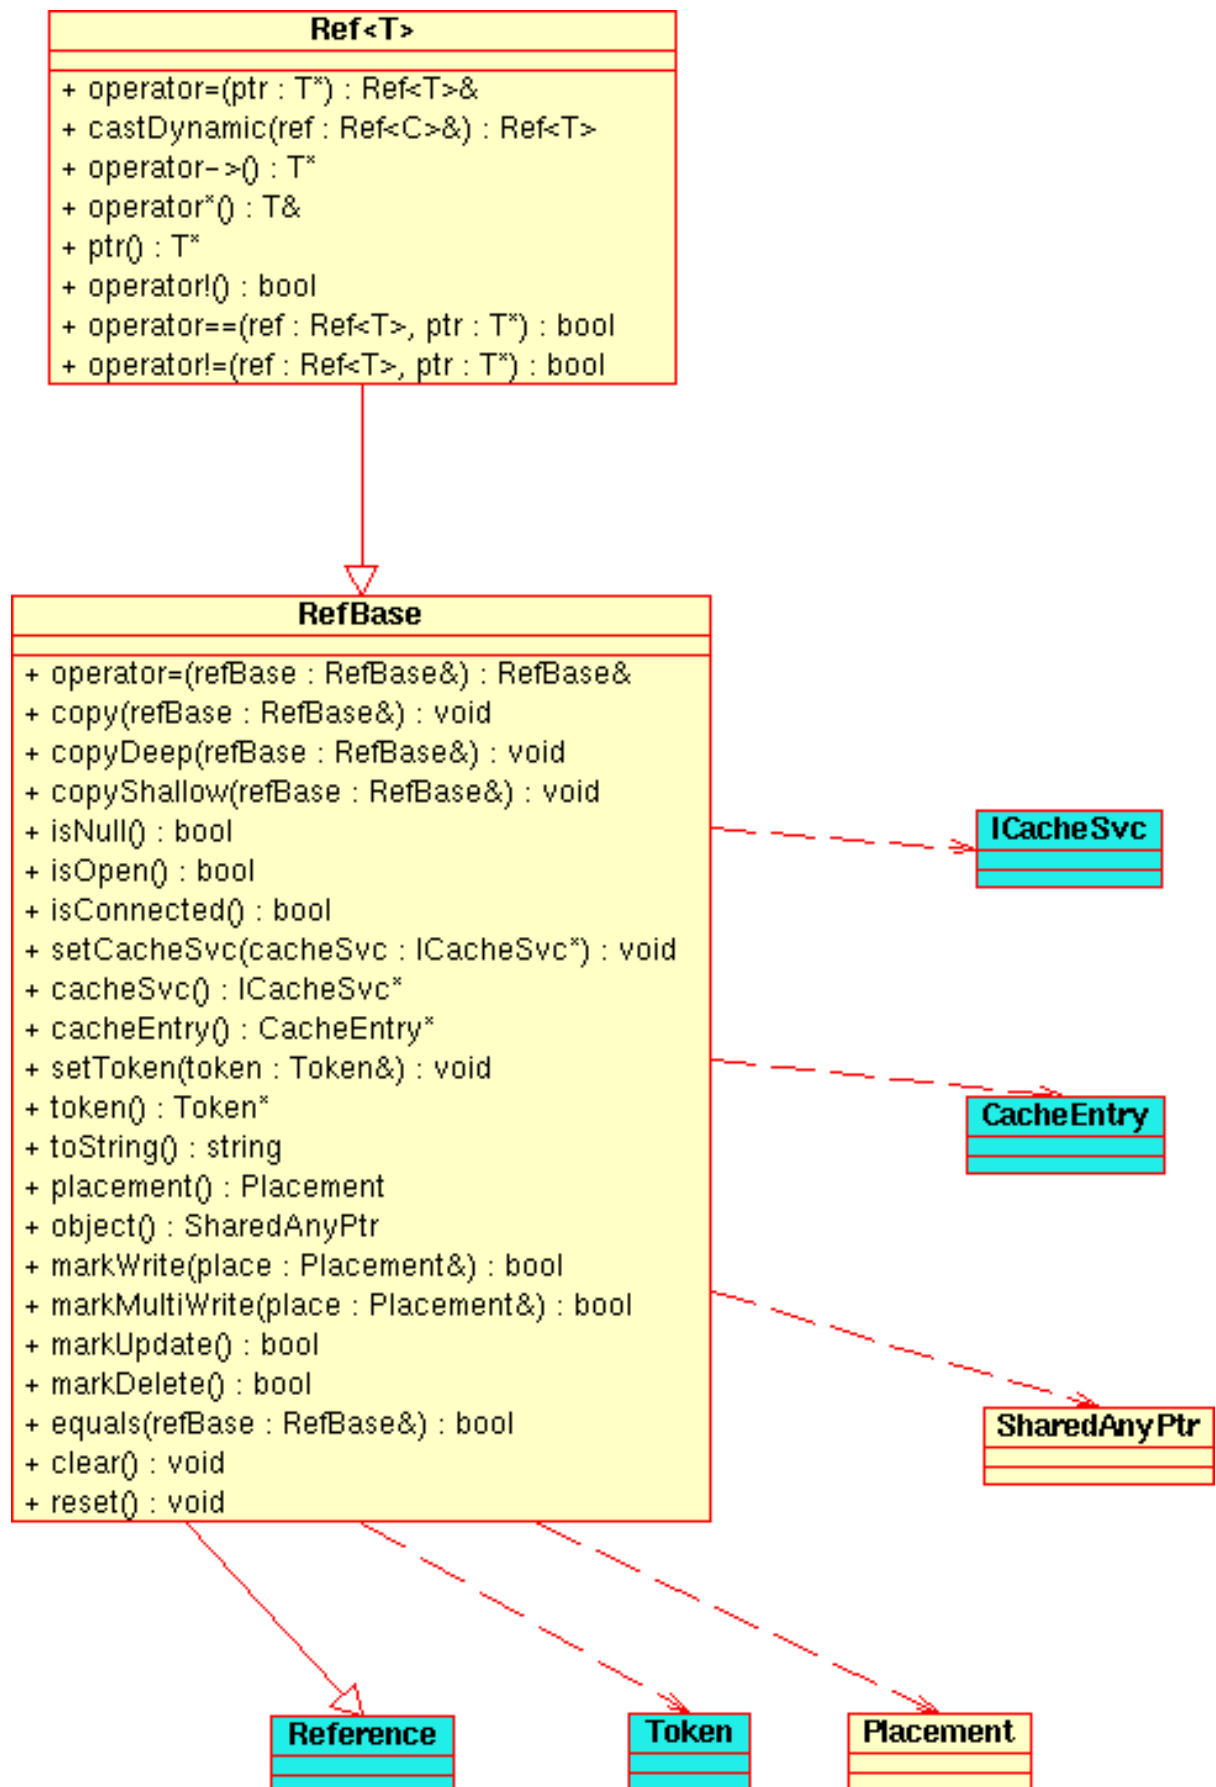 Ref<T>
+ operator=(ptr : T*) : Ref<T>&
+ castDynamic(ref : Ref<C>&) : Ref<T>
+ operator->() : T*
+ operator*() : T&
+ ptr() : T*
+ operator!() : bool
+ operator==(ref : Ref<T>, ptr : T*) : bool
+ operator!=(ref : Ref<T>, ptr : T*) : bool
RefBase
+ operator=(refBase : RefBase&) : RefBase&
+ copy(refBase : RefBase&) : void
+ copyDeep(refBase : RefBase&) : void
+ copyShallow(refBase : RefBase&) : void
+ isNull() : bool
+ isOpen() : bool
+ isConnected() : bool
+ setCacheSvc(cacheSvc : ICacheSvc*) : void
+ cacheSvc() : ICacheSvc*
+ cacheEntry() : CacheEntry*
+ setToken(token : Token&) : void
+ token() : Token*
+ toString() : string
+ placement() : Placement
+ object() : SharedAnyPtr
+ markWrite(place : Placement&) : bool
+ markMultiWrite(place : Placement&) : bool
+ markUpdate() : bool
+ markDelete() : bool
+ equals(refBase : RefBase&) : bool
+ clear() : void
+ reset() : void
ICacheSvc
CacheEntry
SharedAnyPtr
Reference
Token
Placement